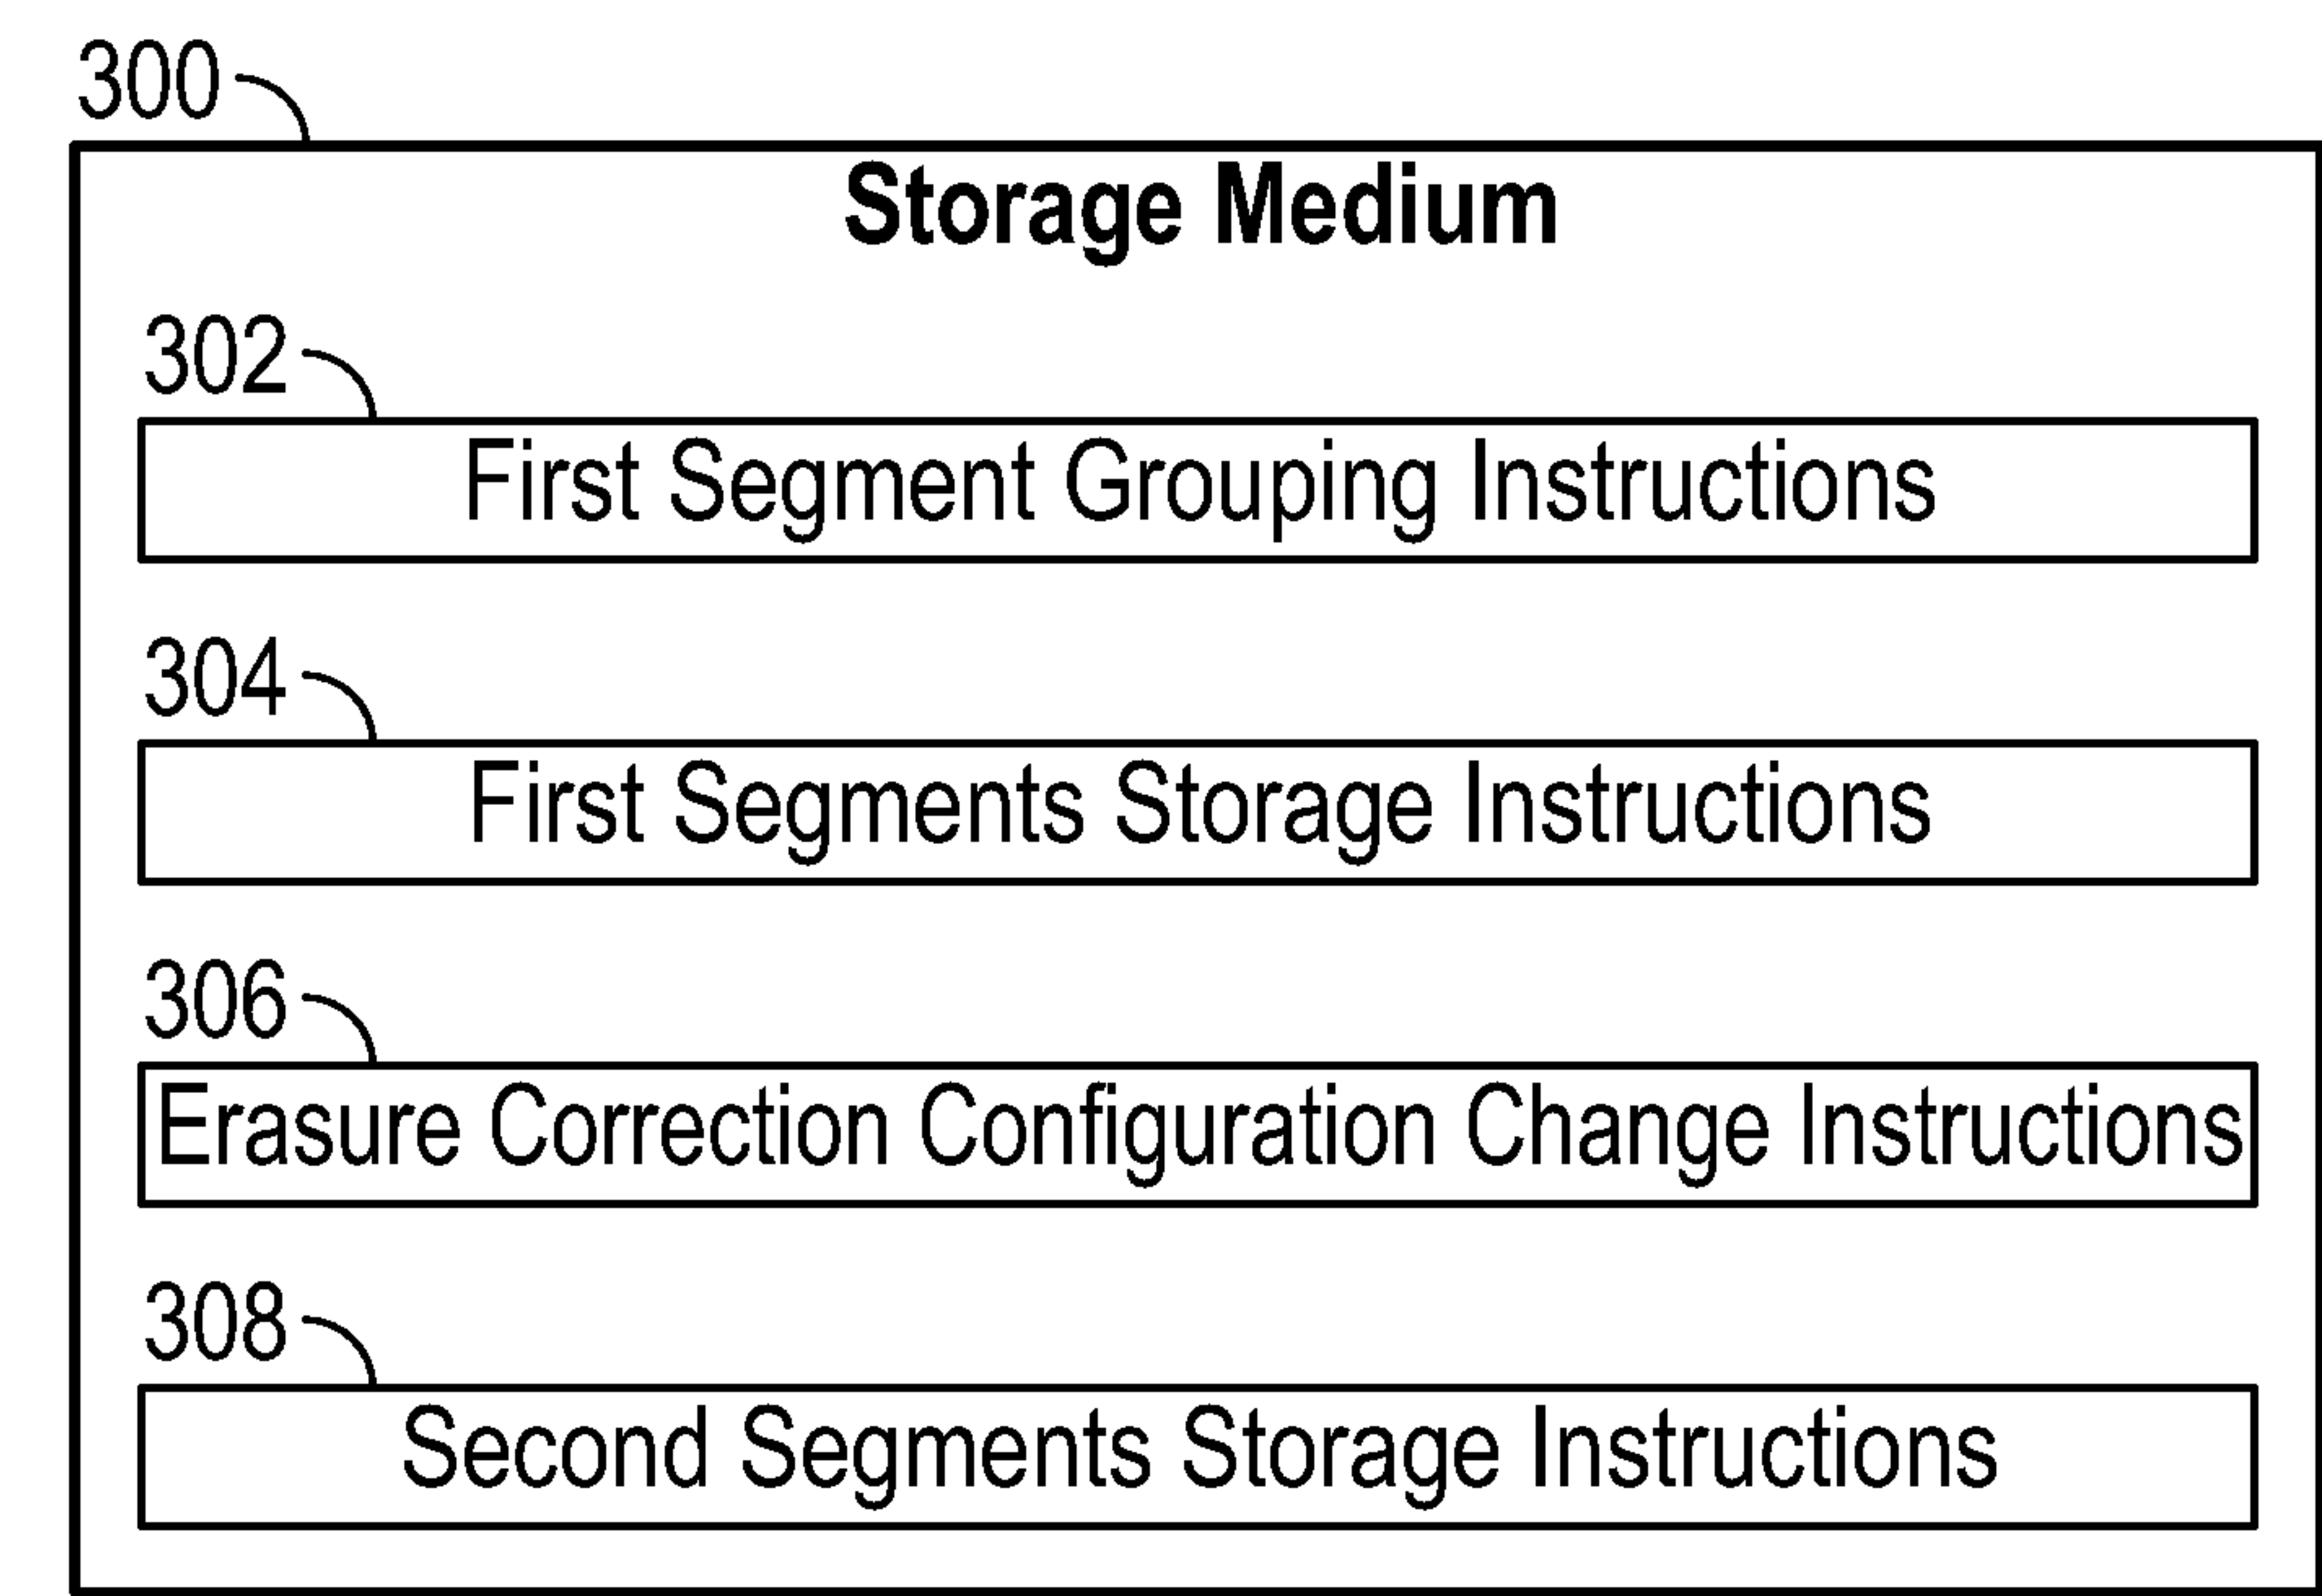 300
Storage Medium
302
First Segment Grouping Instructions
304
First Segments Storage Instructions
306
Erasure Correction Configuration Change Instructions
308
Second Segments Storage Instructions